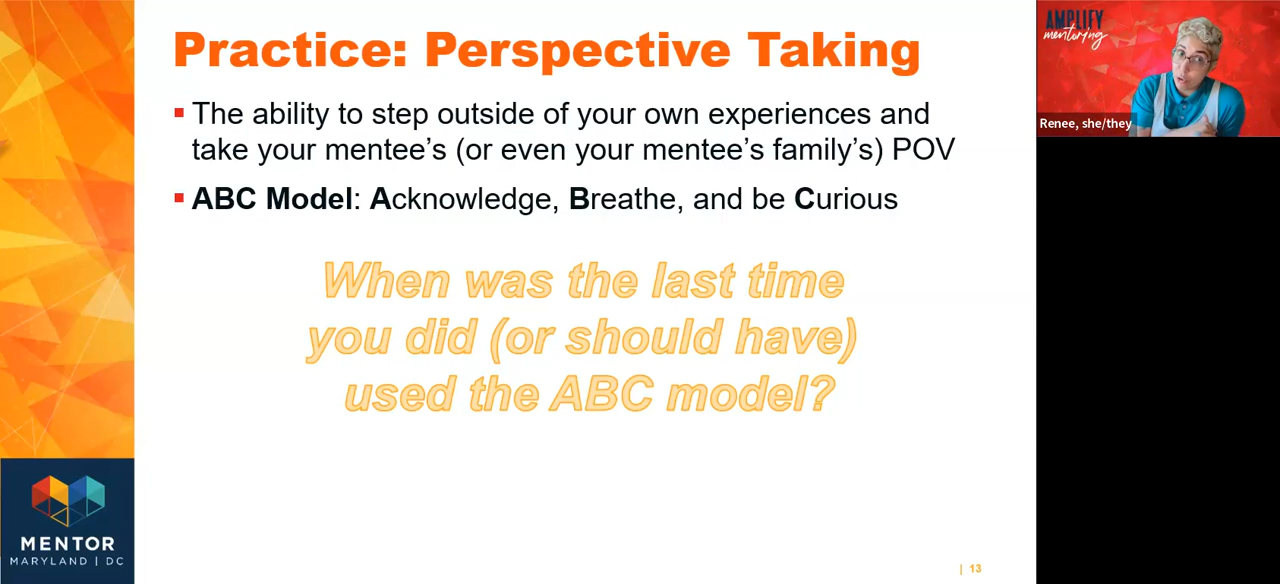 Practice: Perspective Taking
The ability to step outside of your own experiences and
take your mentee's (or even your mentee's family's) POV
ABC Model: Acknowledge, Breathe, and be Curious
When was the last time
you did (or should have)
used the ABC model?
MENTOR
MARYLAND | DC
| 13
AMPLIFY
mentoring
Renee, she/they